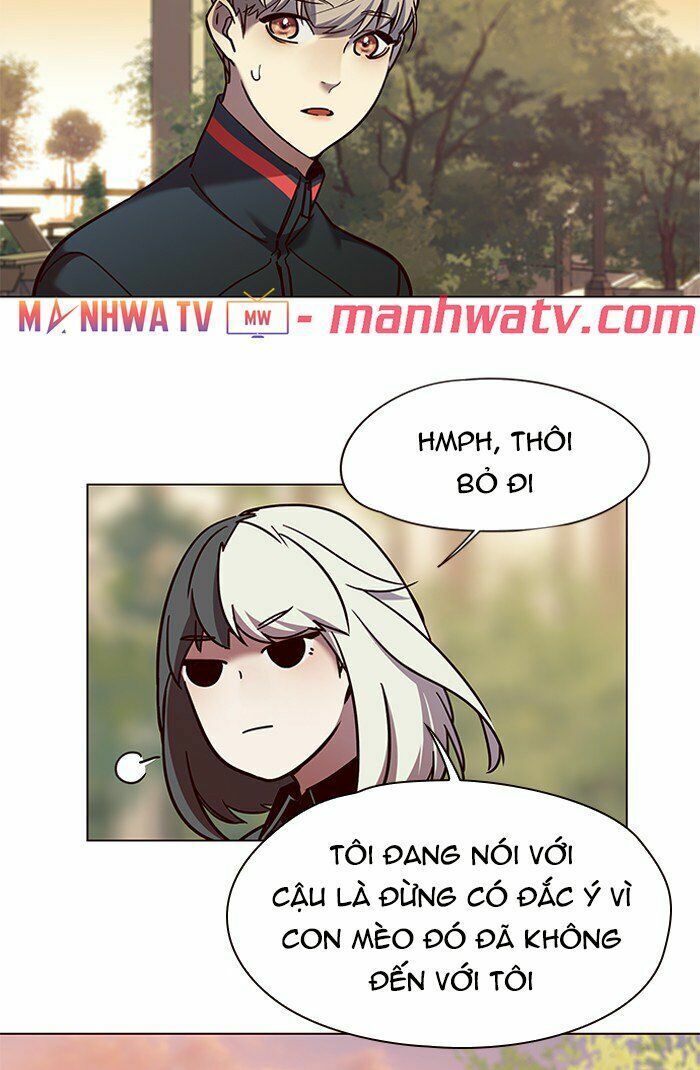 MANHWA TV MW - manhwatv.com
HMPH, THÔI
BỎ ĐI
TÔI ĐANG NÓI VỚI
CẬU LÀ ĐỪNG CÓ ĐẮC Ý VÌ
CON MÈO ĐÓ ĐÃ KHÔNG
ĐẾN VỚI TÔI